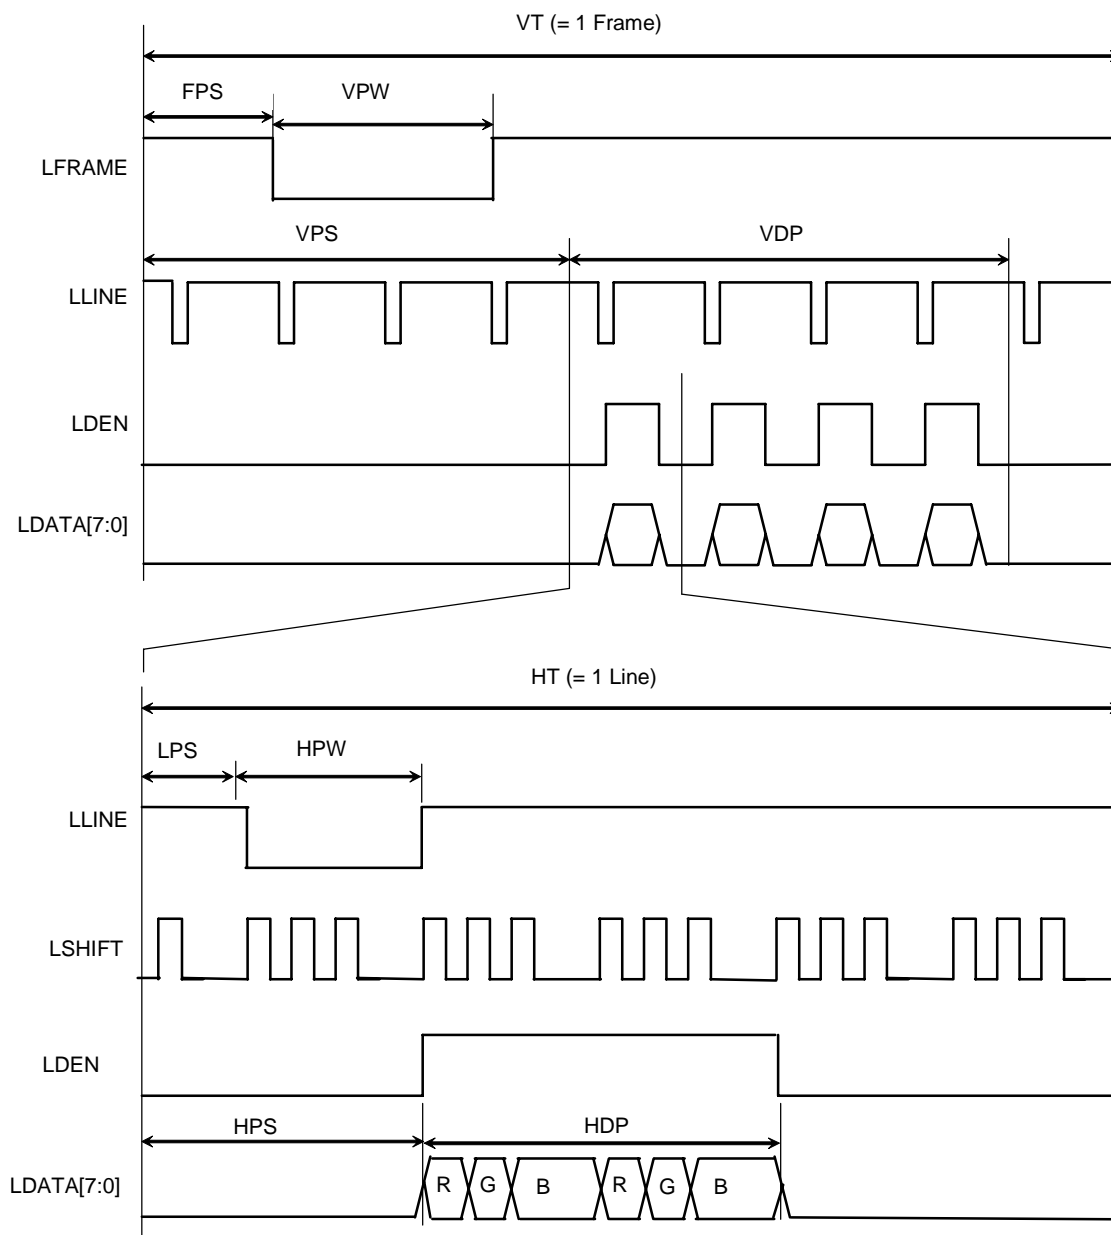 VT (= 1 Frame)
FPS
VPW
LFRAME
VPS
VDP
LLINE
LDEN
LDATA[7:0]
HT (= 1 Line)
LPS
HPW
LLINE
LSHIFT
LDEN
HPS
HDP
LDATA[7:0]
R G B R G B